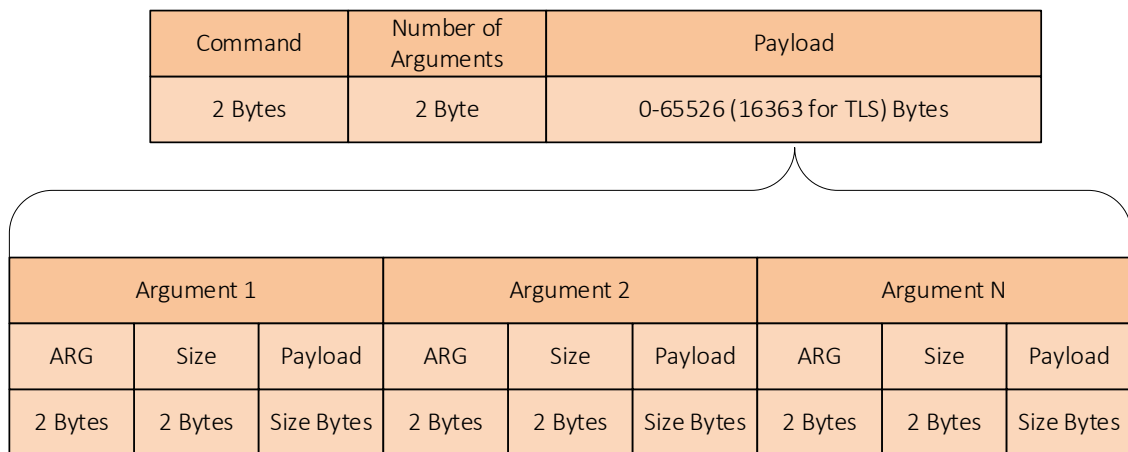 Command
Number of
Arguments
Payload
2 Bytes
2 Byte
0-65526 (16363 for TLS) Bytes
Argument 1
Argument 2
Argument N
ARG
Size
Payload
ARG
Size
Payload
ARG
Size
Payload
2 Bytes
2 Bytes
Size Bytes
2 Bytes
2 Bytes
Size Bytes
2 Bytes
2 Bytes
Size Bytes